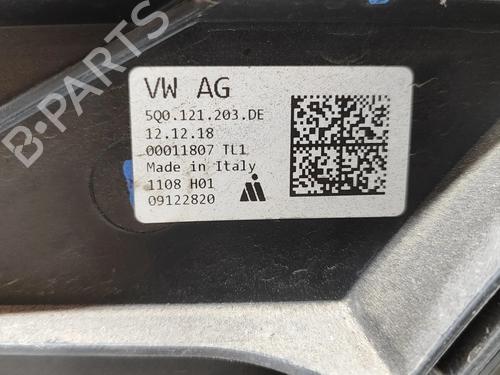 VW AG
5Q0.121.203.DE
12.12.18
00011807 TL1
Made in Italy
1108 H01
09122820
B-PARTS